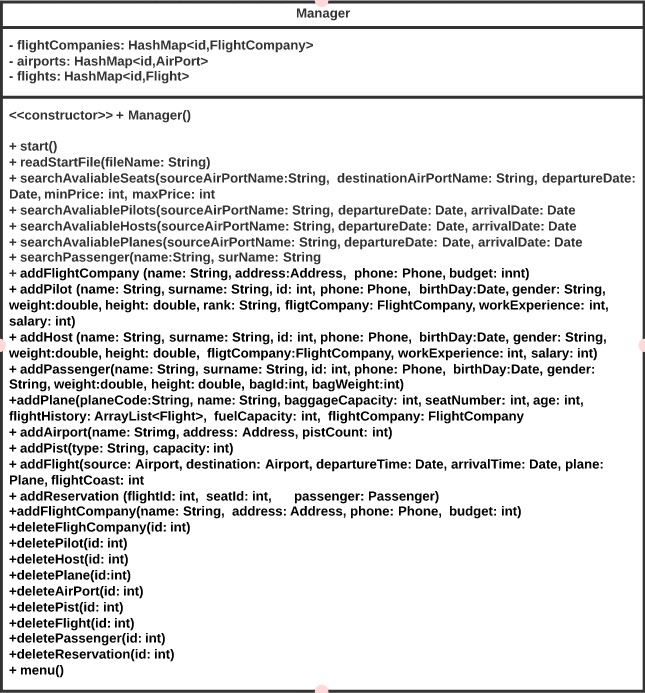 Manager
- flightCompanies: HashMap<id,FlightCompany>
- airports: HashMap<id,AirPort>
- flights: HashMap<id,Flight>
<<constructor>> + Manager()
+ start()
+ readStartFile(fileName: String)
+ searchAvaliableSeats(sourceAirPortName:String,  destinationAirPortName: String, departureDate:
Date, minPrice: int, maxPrice: int
+ searchAvaliablePilots(sourceAirPortName: String, departureDate: Date, arrivalDate: Date
+ searchAvaliableHosts(sourceAirPortName: String, departureDate: Date, arrivalDate: Date
+ searchAvaliablePlanes(sourceAirPortName: String, departureDate: Date, arrivalDate: Date
+ searchPassenger(name:String, surName: String
+ addFlightCompany (name: String, address:Address,  phone: Phone, budget: innt)
+ addPilot (name: String, surname: String, id: int, phone: Phone,  birthDay:Date, gender: String,
weight:double, height: double, rank: String, fligtCompany: FlightCompany, workExperience: int,
salary: int)
+ addHost (name: String, surname: String, id: int, phone: Phone,  birthDay:Date, gender: String,
weight:double, height: double,  fligtCompany:FlightCompany, workExperience: int, salary: int)
+ addPassenger(name: String, surname: String, id: int, phone: Phone,  birthDay:Date, gender:
String, weight:double, height: double, bagId:int, bagWeight:int)
+addPlane(planeCode:String, name: String, baggageCapacity: int, seatNumber: int, age: int,
flightHistory: ArrayList<Flight>,  fuelCapacity: int,  flightCompany: FlightCompany
+ addAirport(name: Strimg, address: Address, pistCount: int)
+ addPist(type: String, capacity: int)
+ addFlight(source: Airport, destination: Airport, departureTime: Date, arrivalTime: Date, plane:
Plane, flightCoast: int
+ addReservation (flightId: int,  seatId: int,      passenger: Passenger)
+addFlightCompany(name: String,  address: Address, phone: Phone,  budget: int)
+deleteFlighCompany(id: int)
+deletePilot(id: int)
+deleteHost(id: int)
+deletePlane(id:int)
+deleteAirPort(id: int)
+deletePist(id: int)
+deleteFlight(id: int)
+deletePassenger(id: int)
+deleteReservation(id: int)
+ menu()